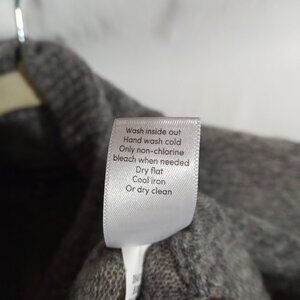 Wash inside out
Hand wash cold
Only non-chlorine
bleach when needed
Dry flat
Cool iron
Or dry clean